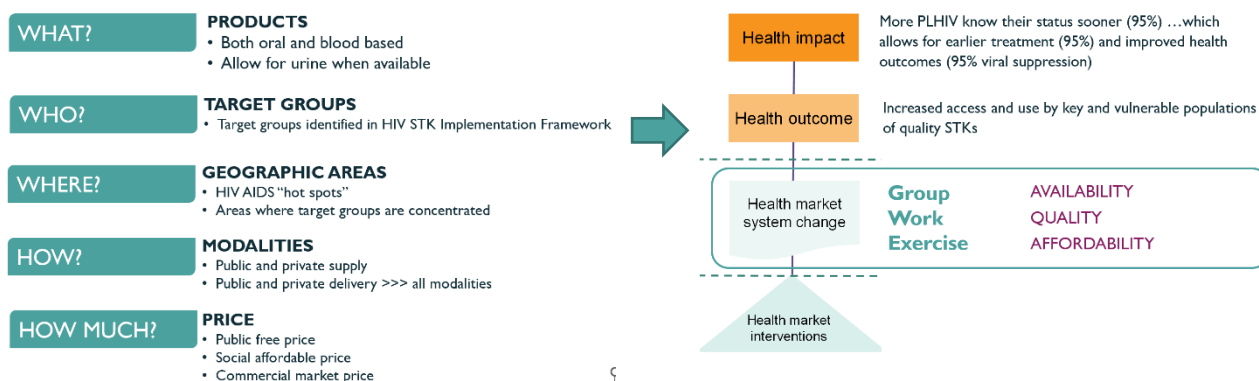 WHAT?
PRODUCTS
• Both oral and blood based
• Allow for urine when available
WHO?
TARGET GROUPS
• Target groups identified in HIV STK Implementation Framework
WHERE?
GEOGRAPHIC AREAS
• HIV AIDS “hot spots”
• Areas where target groups are concentrated
HOW?
MODALITIES
• Public and private supply
• Public and private delivery >>> all modalities
HOW MUCH?
PRICE
• Public free price
• Social affordable price
• Commercial market price
Health impact
More PLHIV know their status sooner (95%) …which
allows for earlier treatment (95%) and improved health
outcomes (95% viral suppression)
Health outcome
Increased access and use by key and vulnerable populations
of quality STKs
Health market
system change
Group
Work
Exercise
AVAILABILITY
QUALITY
AFFORDABILITY
Health market
interventions